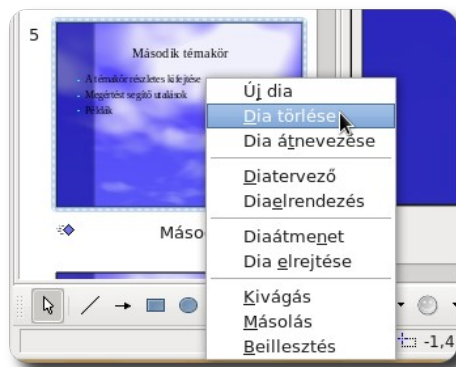 5
Második témakör
A témakör részletes kifejtése
Megértést segítő utalások
Példák
Új dia
Dia törlése
Dia átnevezése
Diatervező
Diaelrendezés
Diaátmenet
Dia elrejtése
Kivágás
Másolás
Beillesztés
Máso
-1,4